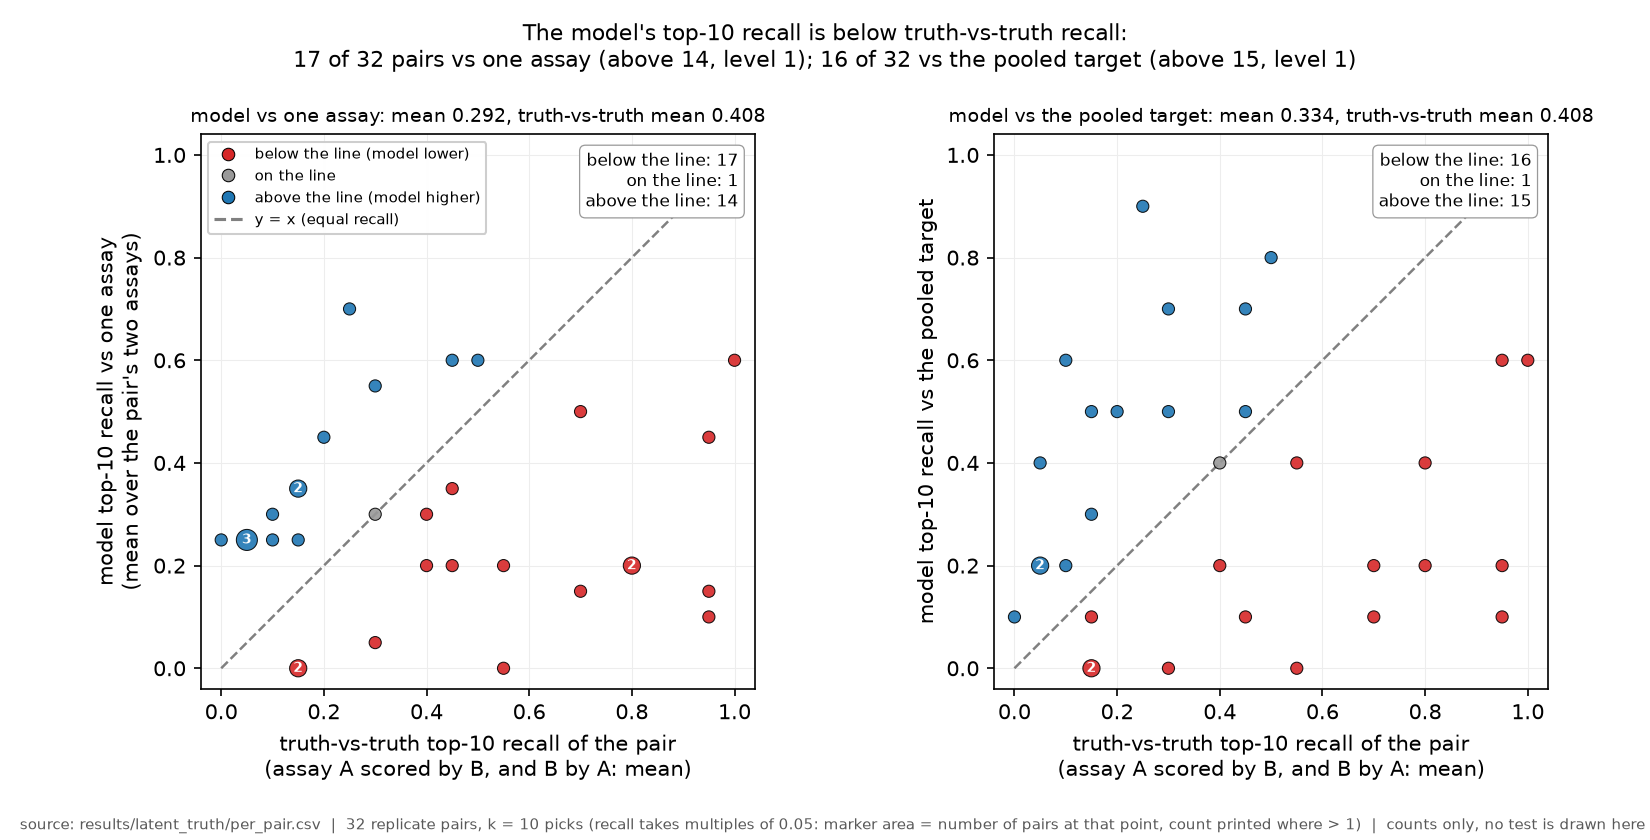 The model's top-10 recall is below truth-vs-truth recall:
17 of 32 pairs vs one assay (above 14, level 1); 16 of 32 vs the pooled target (above 15, level 1)
model vs one assay: mean 0.292, truth-vs-truth mean 0.408
below the line (model lower)
on the line
above the line (model higher)
y = x (equal recall)
below the line: 17
on the line: 1
above the line: 14
model top-10 recall vs one assay
(mean over the pair's two assays)
1.0
0.8
0.6
0.4
0.2
0.0
2
3
2
2
0.0 0.2 0.4 0.6 0.8 1.0
truth-vs-truth top-10 recall of the pair
(assay A scored by B, and B by A: mean)
model vs the pooled target: mean 0.334, truth-vs-truth mean 0.408
below the line: 16
on the line: 1
above the line: 15
model top-10 recall vs the pooled target
1.0
0.8
0.6
0.4
0.2
0.0
2
2
0.0 0.2 0.4 0.6 0.8 1.0
truth-vs-truth top-10 recall of the pair
(assay A scored by B, and B by A: mean)
source: results/latent_truth/per_pair.csv | 32 replicate pairs, k = 10 picks (recall takes multiples of 0.05: marker area = number of pairs at that point, count printed where > 1) | counts only, no test is drawn here